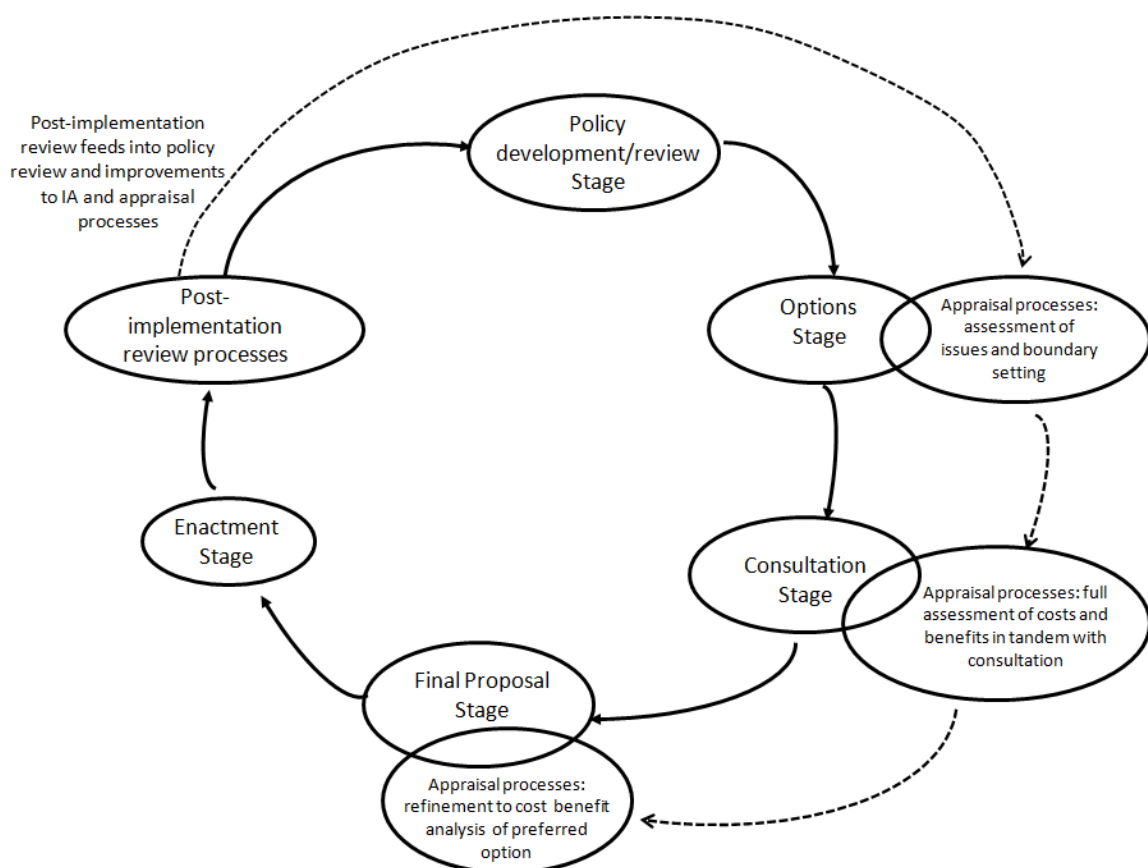 Post-implementation
review feeds into policy
review and improvements
to IA and appraisal
processes
Policy
development/review
Stage
Post-
implementation
review processes
Options
Stage
Appraisal processes:
assessment of
issues and boundary
setting
Enactment
Stage
Consultation
Stage
Appraisal processes: full
assessment of costs and
benefits in tandem with
consultation
Final Proposal
Stage
Appraisal processes:
refinement to cost benefit
analysis of preferred
option